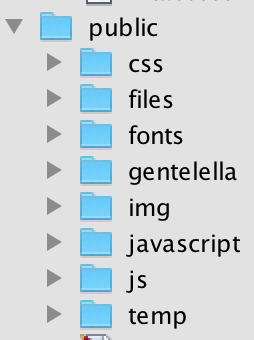 public
css
files
fonts
gentelella
img
javascript
js
temp